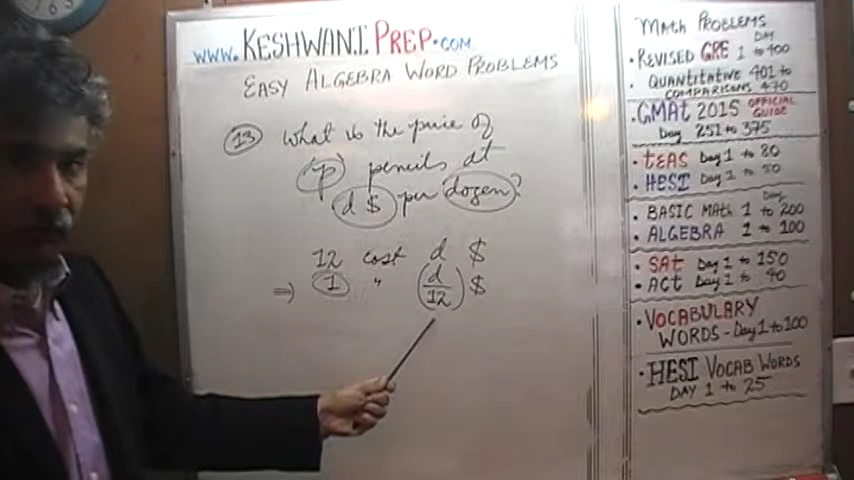 www.KESHWANI PREP.com
EASY ALGEBRA WORD PROBLEMS
13 What is the price of
"p" pencils at
d $ per dozen?
12 cost d $
⇒ 1 " (d/12) $
MATH PROBLEMS
DAY
• REVISED GRE 1 to 400
• QUANTITATIVE 401 to
COMPARISONS 470
• GMAt 2015 OFFICIAL GUIDE
Day 251 to 375
• tEAS Day 1 to 80
• HESI Day 1 to 50
Day
• BASIC MAth 1 to 200
• ALGEBRA 1 to 100
• SAt Day 1 to 150
• ACt Day 1 to 40
• VOCABULARY
WORDS - Day 1 to 100
• HESI VOCAB WORDS
DAY 1 to 25